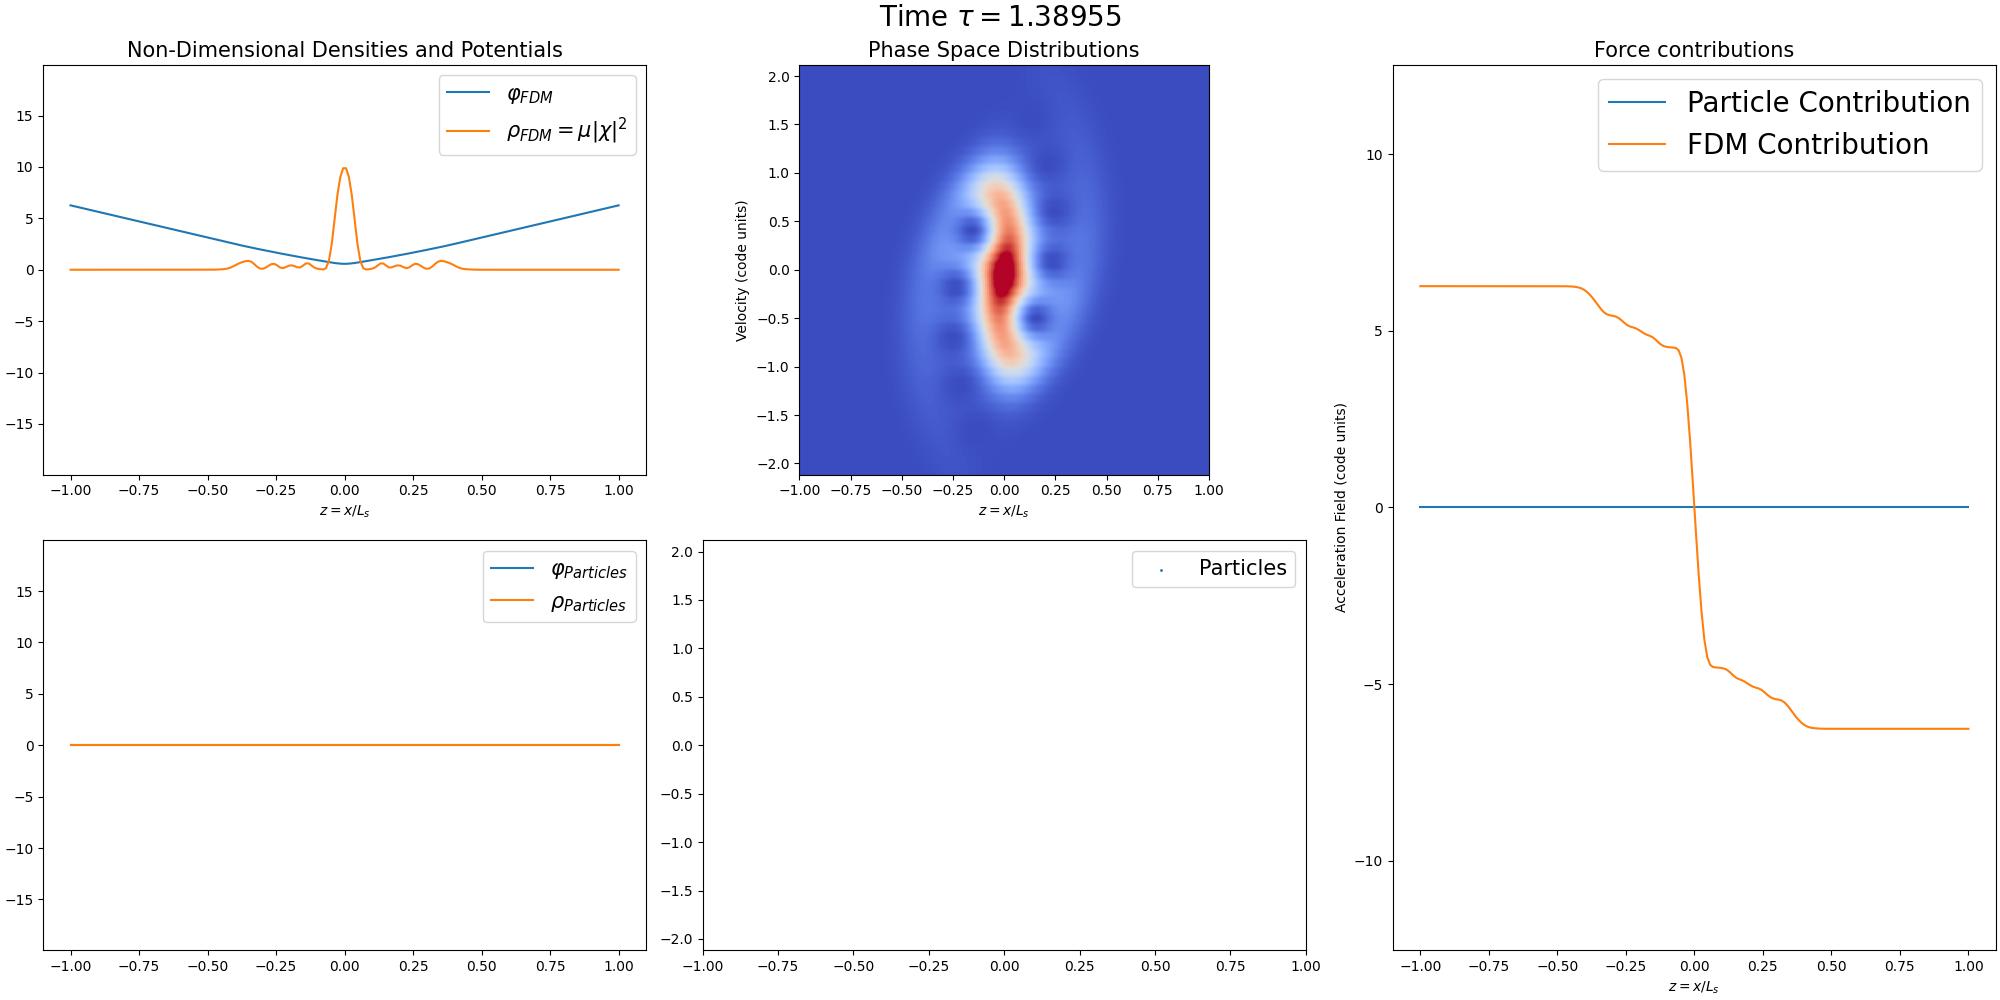 Time τ = 1.38955
Non-Dimensional Densities and Potentials
φ_FDM
ρ_FDM = μ|χ|²
15
10
5
0
−5
−10
−15
−1.00 −0.75 −0.50 −0.25 0.00 0.25 0.50 0.75 1.00
z = x/L_s
Phase Space Distributions
Velocity (code units)
2.0
1.5
1.0
0.5
0.0
−0.5
−1.0
−1.5
−2.0
−1.00 −0.75 −0.50 −0.25 0.00 0.25 0.50 0.75 1.00
z = x/L_s
Force contributions
Particle Contribution
FDM Contribution
Acceleration Field (code units)
10
5
0
−5
−10
−1.00 −0.75 −0.50 −0.25 0.00 0.25 0.50 0.75 1.00
z = x/L_s
φ_Particles
ρ_Particles
15
10
5
0
−5
−10
−15
−1.00 −0.75 −0.50 −0.25 0.00 0.25 0.50 0.75 1.00
Particles
2.0
1.5
1.0
0.5
0.0
−0.5
−1.0
−1.5
−2.0
−1.00 −0.75 −0.50 −0.25 0.00 0.25 0.50 0.75 1.00